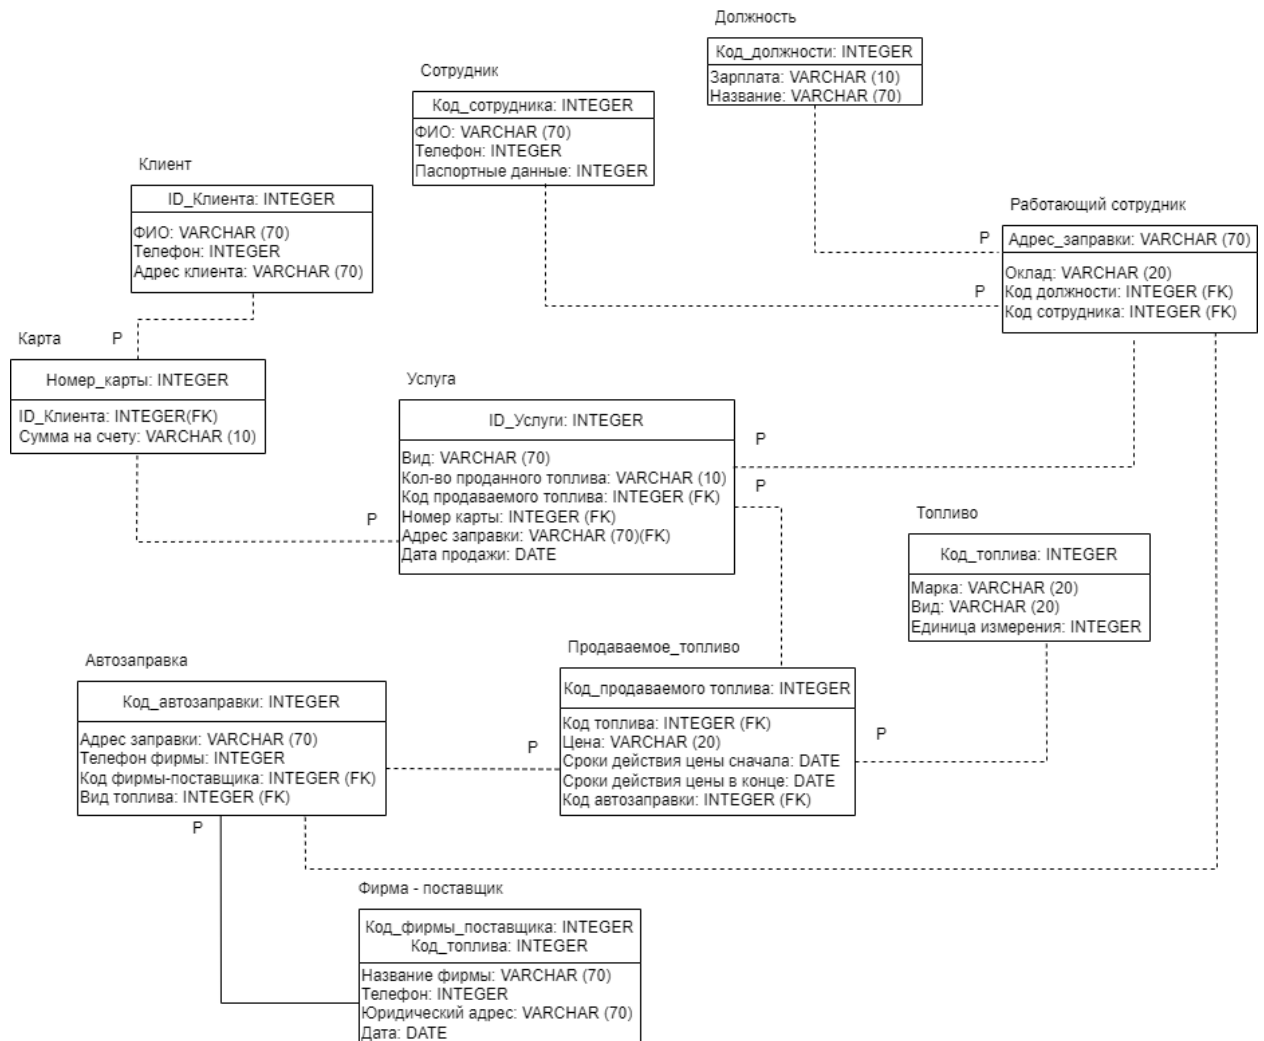 Должность
Код_должности: INTEGER
Зарплата: VARCHAR (10)
Название: VARCHAR (70)
Сотрудник
Код_сотрудника: INTEGER
ФИО: VARCHAR (70)
Телефон: INTEGER
Паспортные данные: INTEGER
Клиент
ID_Клиента: INTEGER
ФИО: VARCHAR (70)
Телефон: INTEGER
Адрес клиента: VARCHAR (70)
Работающий сотрудник
P
Адрес_заправки: VARCHAR (70)
Оклад: VARCHAR (20)
P
Код должности: INTEGER (FK)
Код сотрудника: INTEGER (FK)
Карта
P
Номер_карты: INTEGER
ID_Клиента: INTEGER(FK)
Сумма на счету: VARCHAR (10)
Услуга
ID_Услуги: INTEGER
P
Вид: VARCHAR (70)
Кол-во проданного топлива: VARCHAR (10)
Код продаваемого топлива: INTEGER (FK)
P
Номер карты: INTEGER (FK)
P
Адрес заправки: VARCHAR (70)(FK)
Дата продажи: DATE
Топливо
Код_топлива: INTEGER
Марка: VARCHAR (20)
Вид: VARCHAR (20)
Единица измерения: INTEGER
Автозаправка
Код_автозаправки: INTEGER
Адрес заправки: VARCHAR (70)
Телефон фирмы: INTEGER
Код фирмы-поставщика: INTEGER (FK)
Вид топлива: INTEGER (FK)
P
P
Продаваемое_топливо
Код_продаваемого топлива: INTEGER
Код топлива: INTEGER (FK)
Цена: VARCHAR (20)
P
Сроки действия цены сначала: DATE
Сроки действия цены в конце: DATE
Код автозаправки: INTEGER (FK)
Фирма - поставщик
Код_фирмы_поставщика: INTEGER
Код_топлива: INTEGER
Название фирмы: VARCHAR (70)
Телефон: INTEGER
Юридический адрес: VARCHAR (70)
Дата: DATE